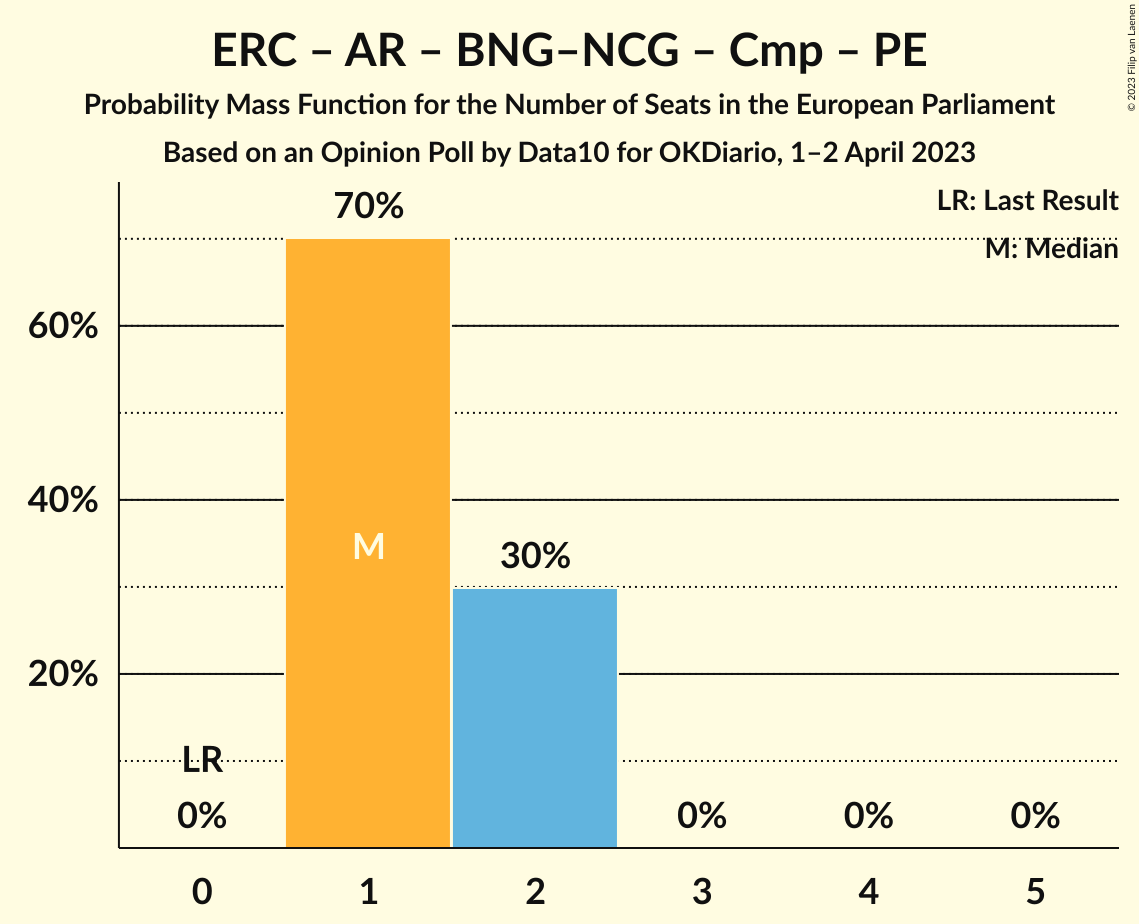 ERC – AR – BNG–NCG – Cmp – PE
Probability Mass Function for the Number of Seats in the European Parliament
Based on an Opinion Poll by Data10 for OKDiario, 1–2 April 2023
© 2023 Filip van Laenen
LR: Last Result
M: Median
70%
60%
40%
20%
M
30%
LR
0%
0%
0%
0%
0
1
2
3
4
5